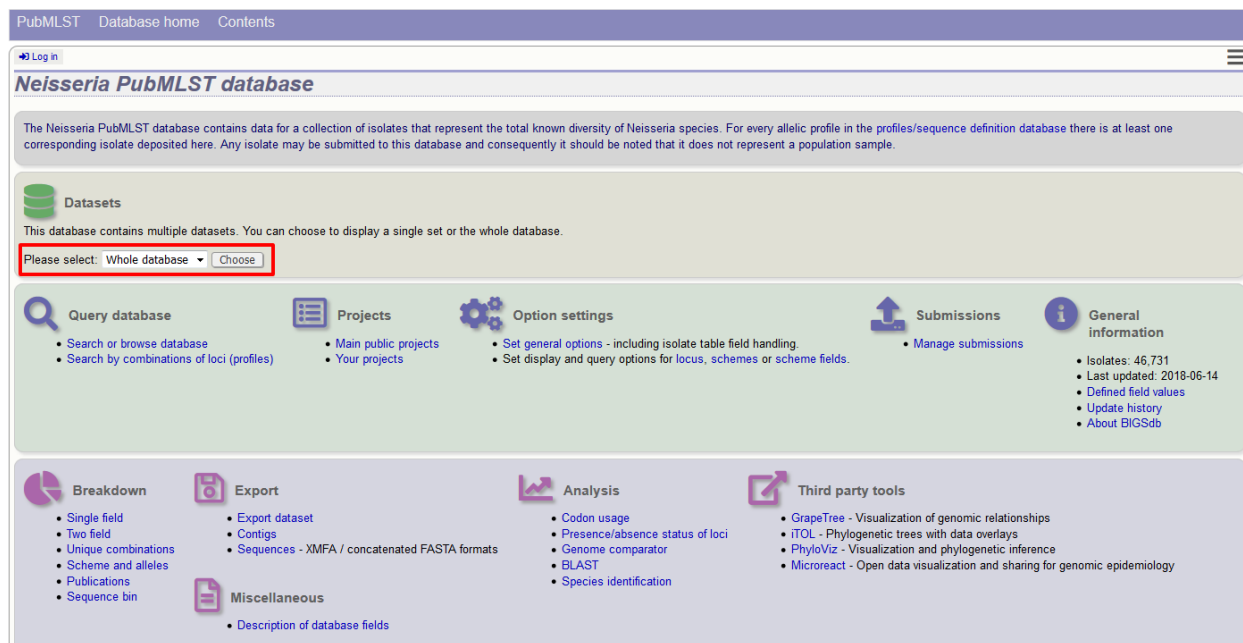 PubMLST Database home Contents
Log in
Neisseria PubMLST database
The Neisseria PubMLST database contains data for a collection of isolates that represent the total known diversity of Neisseria species. For every allelic profile in the profiles/sequence definition database there is at least one
corresponding isolate deposited here. Any isolate may be submitted to this database and consequently it should be noted that it does not represent a population sample.
Datasets
This database contains multiple datasets. You can choose to display a single set or the whole database.
Please select: Whole database Choose
Query database
Search or browse database
Search by combinations of loci (profiles)
Projects
Main public projects
Your projects
Option settings
Set general options - including isolate table field handling.
Set display and query options for locus, schemes or scheme fields.
Submissions
Manage submissions
General
information
Isolates: 46,731
Last updated: 2018-06-14
Defined field values
Update history
About BIGSdb
Breakdown
Single field
Two field
Unique combinations
Scheme and alleles
Publications
Sequence bin
Export
Export dataset
Contigs
Sequences - XMFA / concatenated FASTA formats
Miscellaneous
Description of database fields
Analysis
Codon usage
Presence/absence status of loci
Genome comparator
BLAST
Species identification
Third party tools
GrapeTree - Visualization of genomic relationships
iTOL - Phylogenetic trees with data overlays
PhyloViz - Visualization and phylogenetic inference
Microreact - Open data visualization and sharing for genomic epidemiology